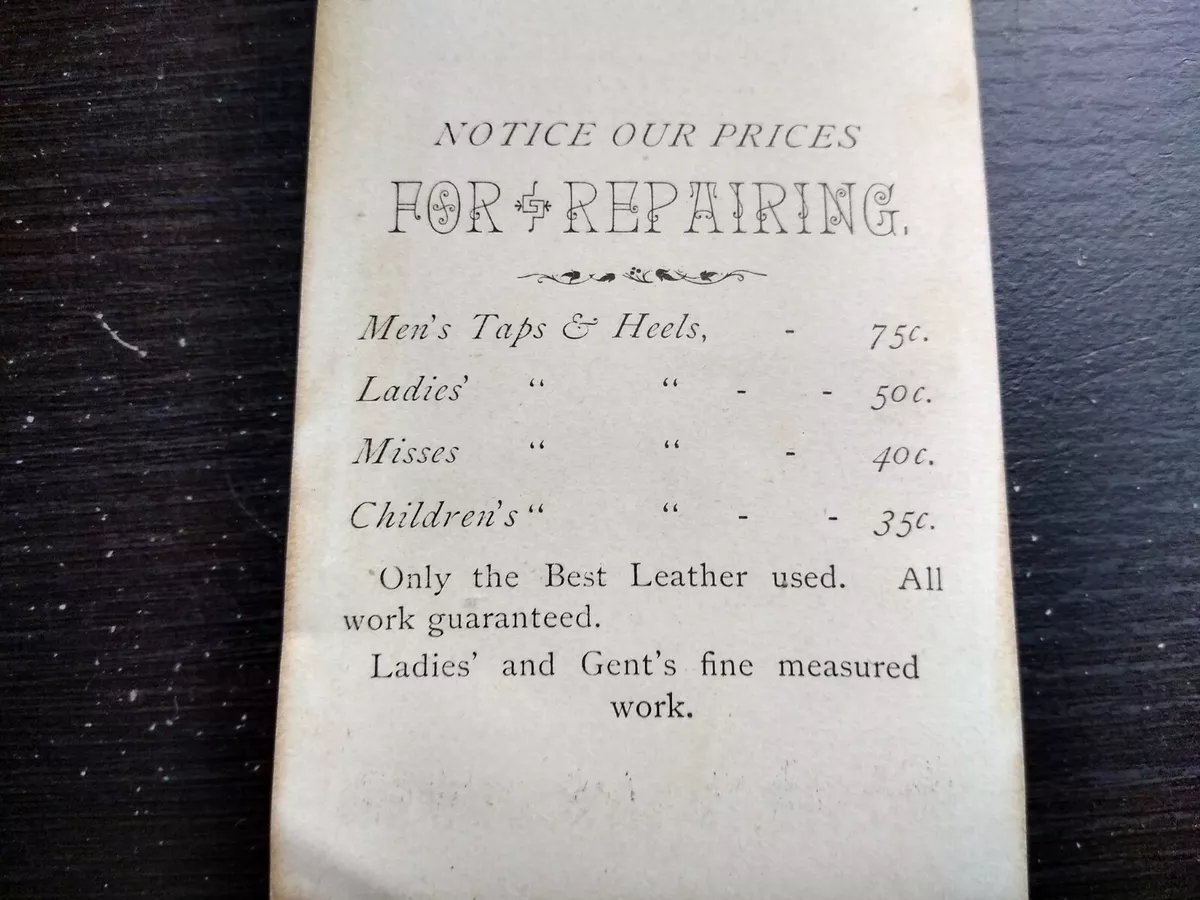 NOTICE OUR PRICES
FOR REPAIRING.
Men's Taps & Heels, - 75c.
Ladies' “ “ - - 50c.
Misses “ “ - 40c.
Children's “ “ - - 35c.
Only the Best Leather used. All
work guaranteed.
Ladies' and Gent's fine measured
work.